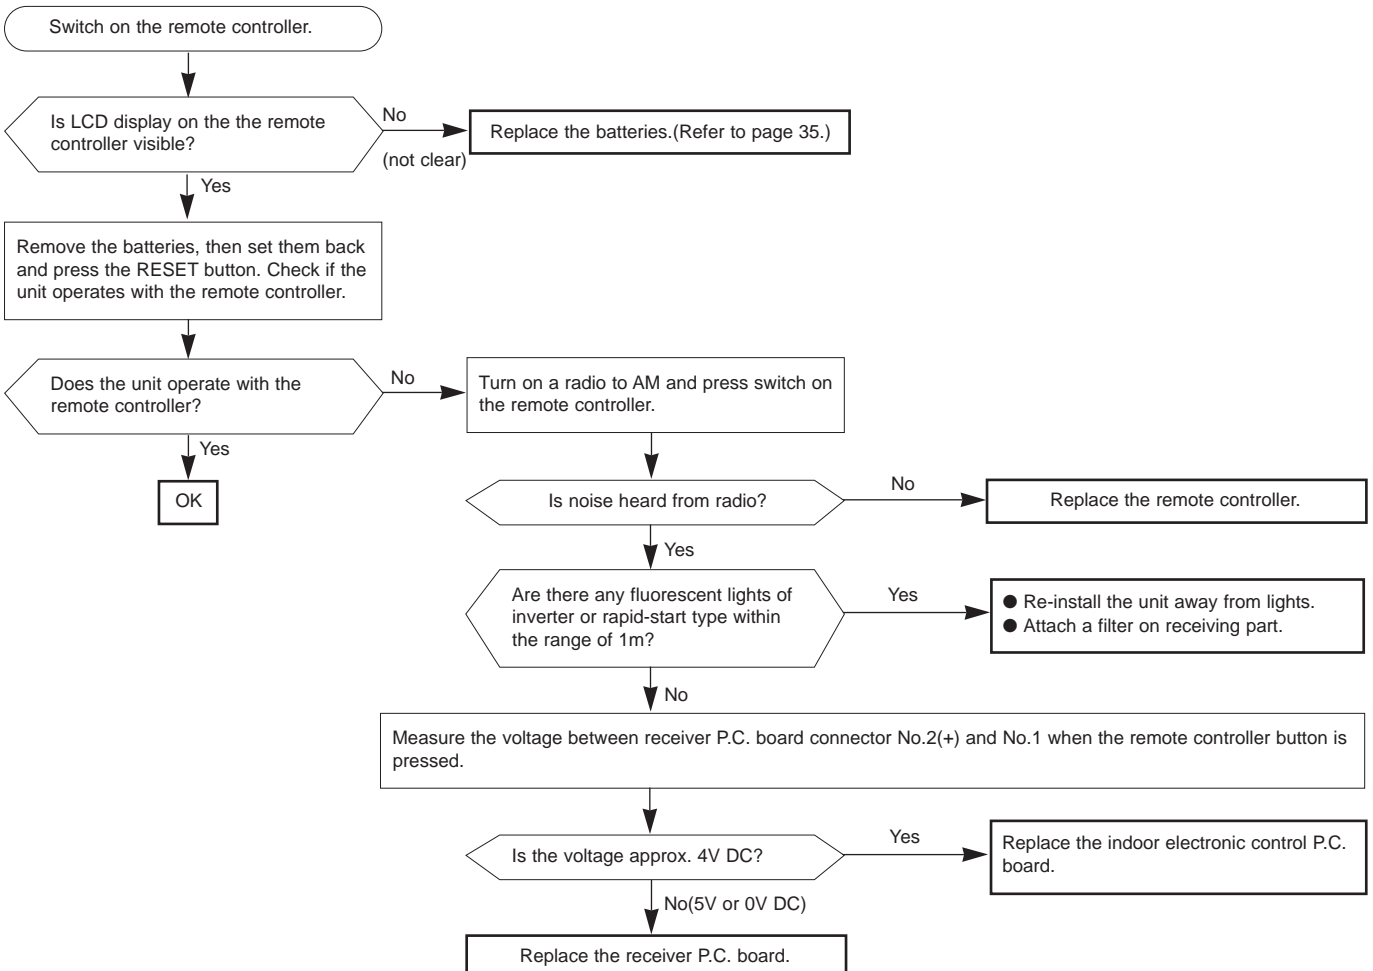 Switch on the remote controller.
Is LCD display on the the remote
controller visible?
No
(not clear)
Replace the batteries.(Refer to page 35.)
Yes
Remove the batteries, then set them back
and press the RESET button. Check if the
unit operates with the remote controller.
Does the unit operate with the
remote controller?
No
Turn on a radio to AM and press switch on
the remote controller.
Yes
OK
Is noise heard from radio?
No
Replace the remote controller.
Yes
Are there any fluorescent lights of
inverter or rapid-start type within
the range of 1m?
Yes
● Re-install the unit away from lights.
● Attach a filter on receiving part.
No
Measure the voltage between receiver P.C. board connector No.2(+) and No.1 when the remote controller button is
pressed.
Is the voltage approx. 4V DC?
Yes
Replace the indoor electronic control P.C.
board.
No(5V or 0V DC)
Replace the receiver P.C. board.